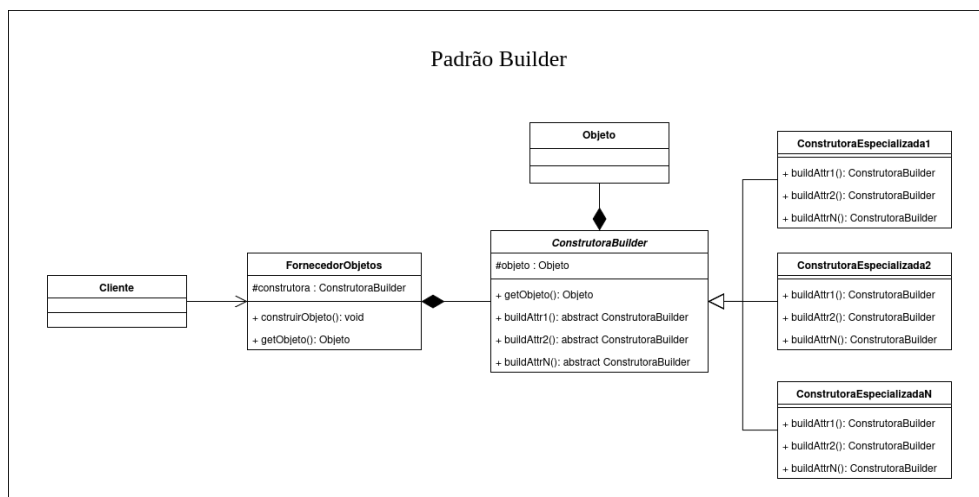 Padrão Builder
Objeto
Cliente
FornecedorObjetos
#construtora : ConstrutoraBuilder
+ construirObjeto(): void
+ getObjeto(): Objeto
ConstrutoraBuilder
#objeto : Objeto
+ getObjeto(): Objeto
+ buildAttr1(): abstract ConstrutoraBuilder
+ buildAttr2(): abstract ConstrutoraBuilder
+ buildAttrN(): abstract ConstrutoraBuilder
ConstrutoraEspecializada1
+ buildAttr1(): ConstrutoraBuilder
+ buildAttr2(): ConstrutoraBuilder
+ buildAttrN(): ConstrutoraBuilder
ConstrutoraEspecializada2
+ buildAttr1(): ConstrutoraBuilder
+ buildAttr2(): ConstrutoraBuilder
+ buildAttrN(): ConstrutoraBuilder
ConstrutoraEspecializadaN
+ buildAttr1(): ConstrutoraBuilder
+ buildAttr2(): ConstrutoraBuilder
+ buildAttrN(): ConstrutoraBuilder